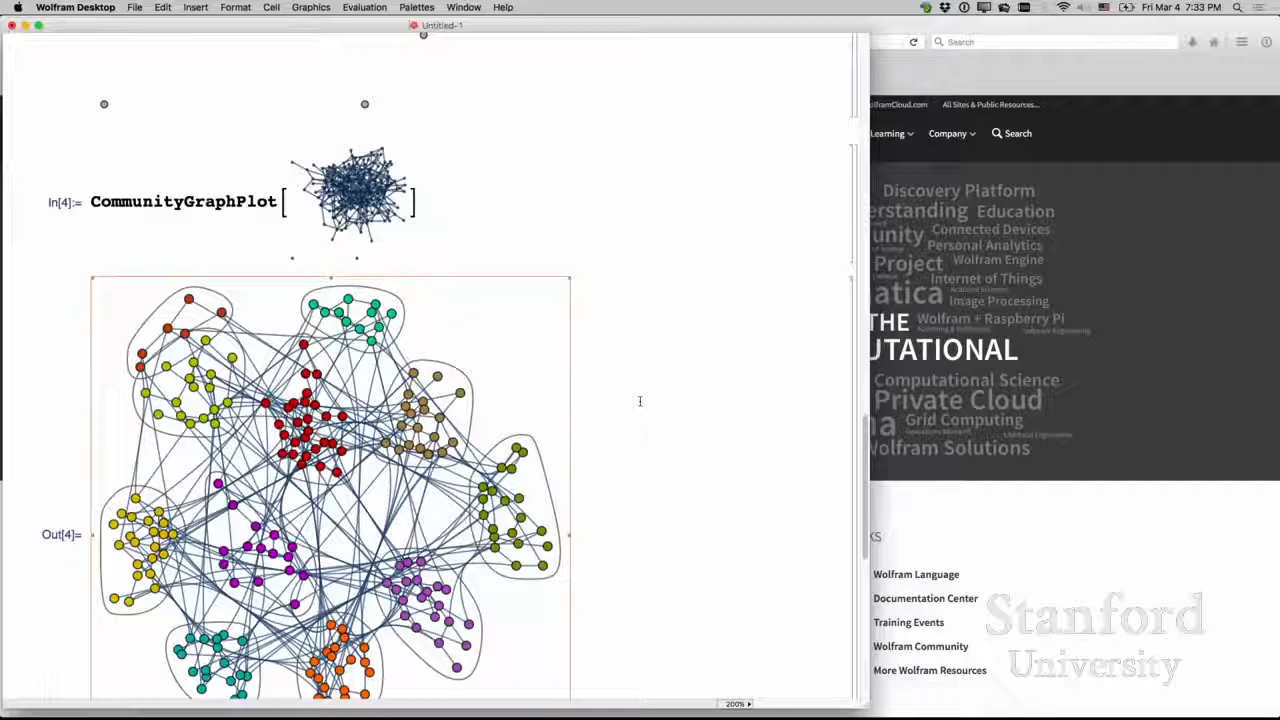 Wolfram Desktop File Edit Insert Format Cell Graphics Evaluation Palettes Window Help Fri Mar 4 7:33 PM
Untitled-1
Search
lframCloud.com All Sites & Public Resources...
Learning Company Search
In[4]:= CommunityGraphPlot[ ]
Out[4]=
Discovery Platform
erstanding Education
unity Connected Devices
Personal Analytics
Project Wolfram Engine
Internet of Things
atica Image Processing
THE Wolfram + Raspberry Pi
UTATIONAL
Computational Science
Private Cloud
na Grid Computing
Wolfram Solutions
KS
Wolfram Language
Documentation Center
Training Events
Wolfram Community
More Wolfram Resources
Stanford
University
200%